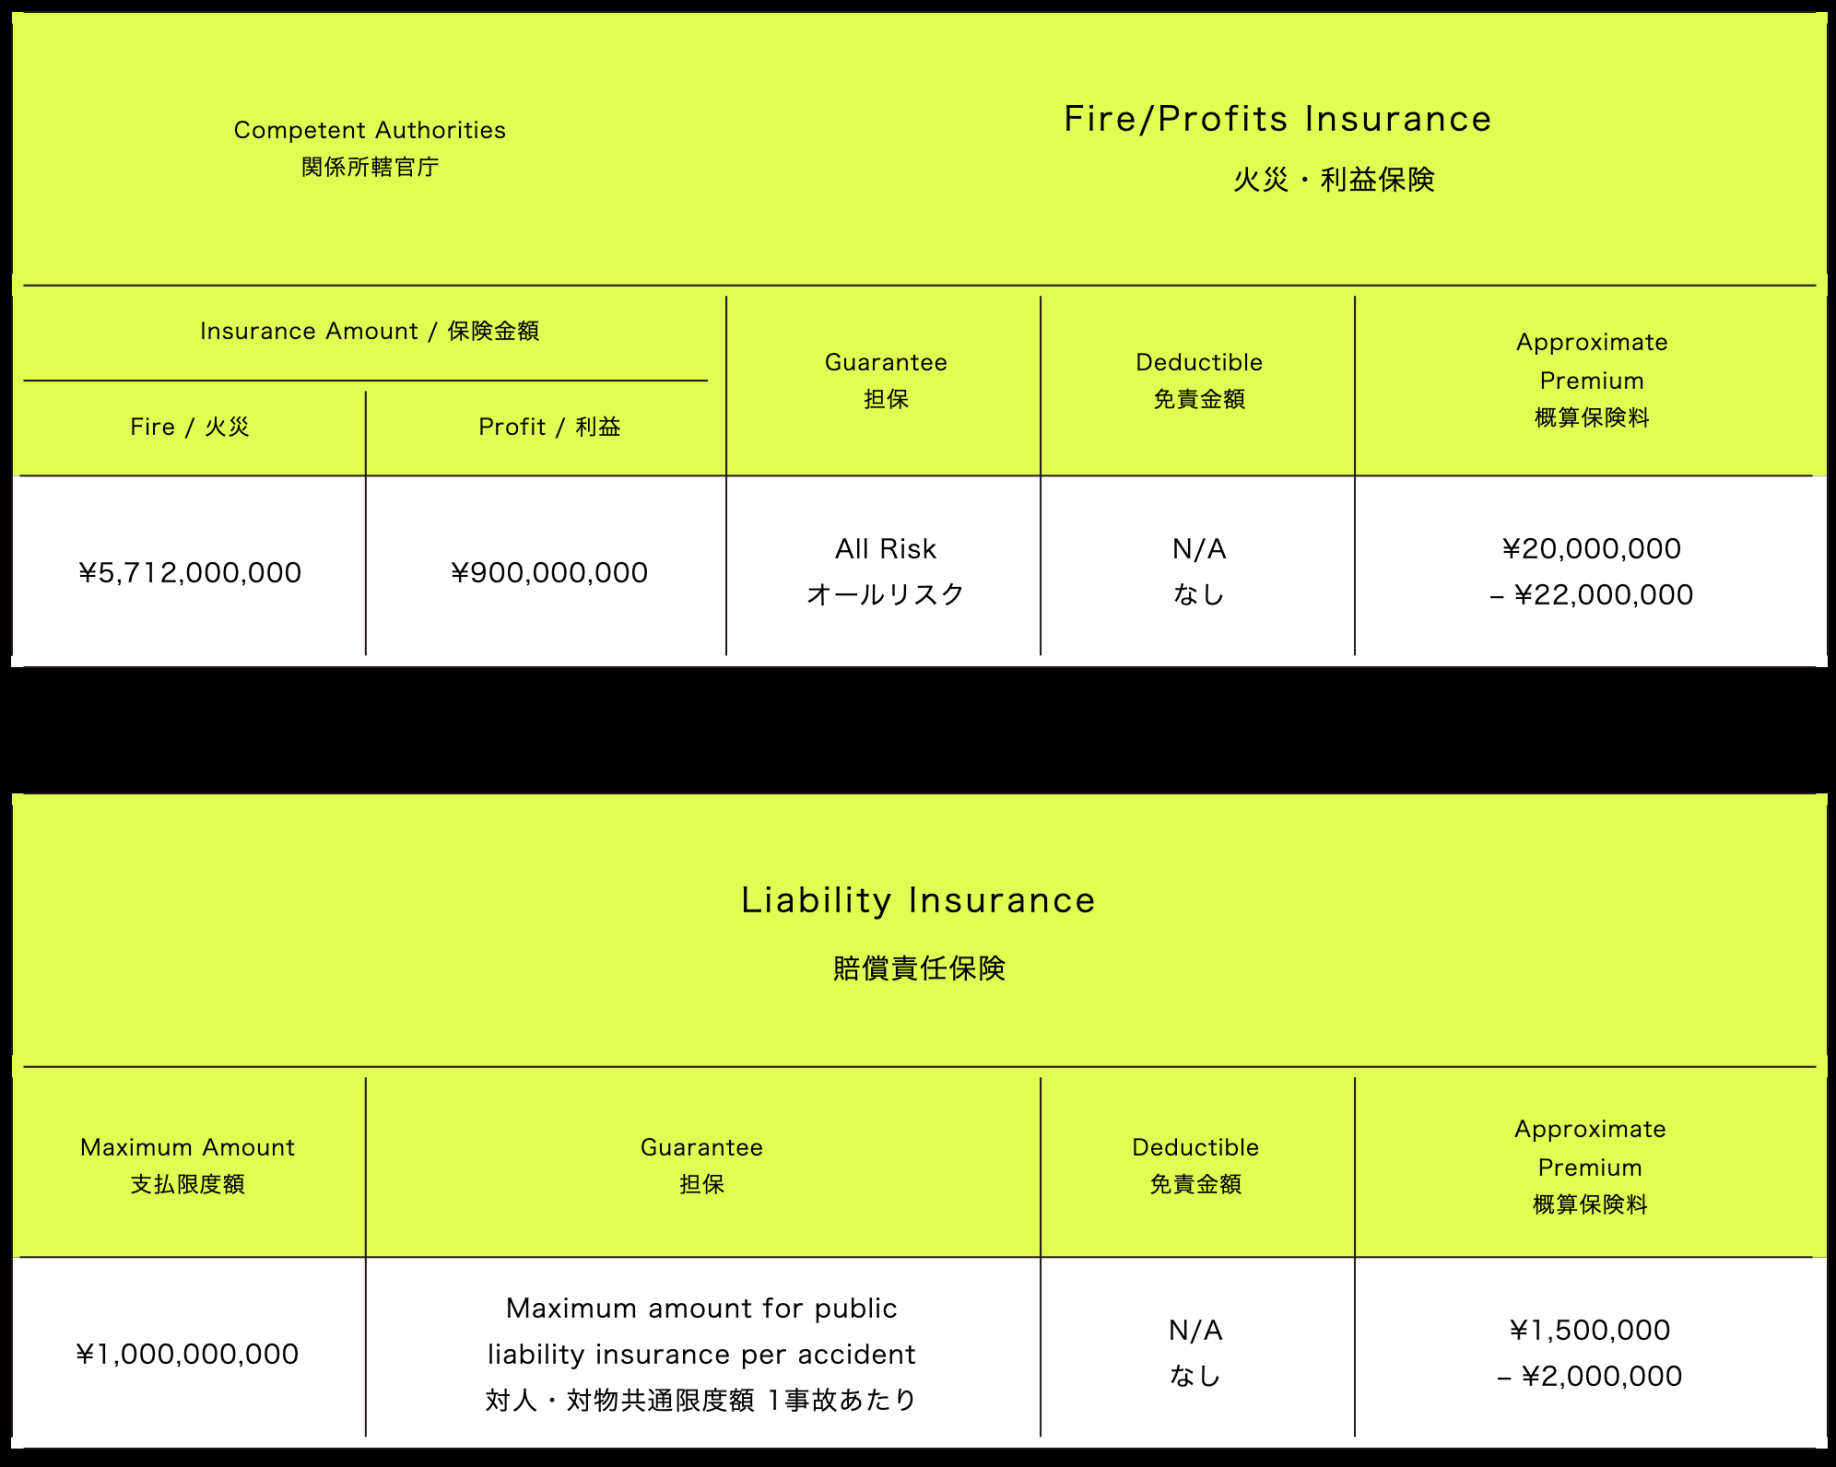 Competent Authorities
関係所轄官庁
Fire/Profits Insurance
火災・利益保険
Insurance Amount / 保険金額
Fire / 火災
Profit / 利益
Guarantee
担保
Deductible
免責金額
Approximate
Premium
概算保険料
¥5,712,000,000
¥900,000,000
All Risk
オールリスク
N/A
なし
¥20,000,000
– ¥22,000,000
Liability Insurance
賠償責任保険
Maximum Amount
支払限度額
Guarantee
担保
Deductible
免責金額
Approximate
Premium
概算保険料
¥1,000,000,000
Maximum amount for public
liability insurance per accident
対人・対物共通限度額 1事故あたり
N/A
なし
¥1,500,000
– ¥2,000,000